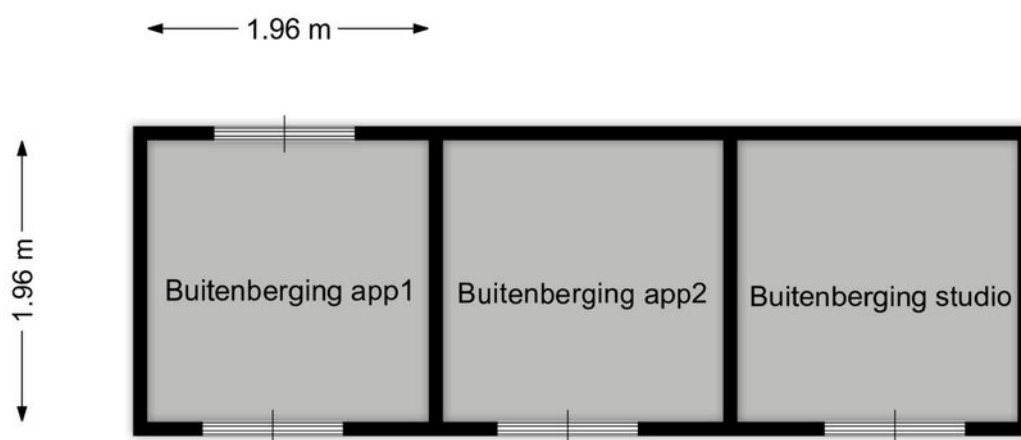 1.96 m
1.96 m
Buitenberging app1
Buitenberging app2
Buitenberging studio